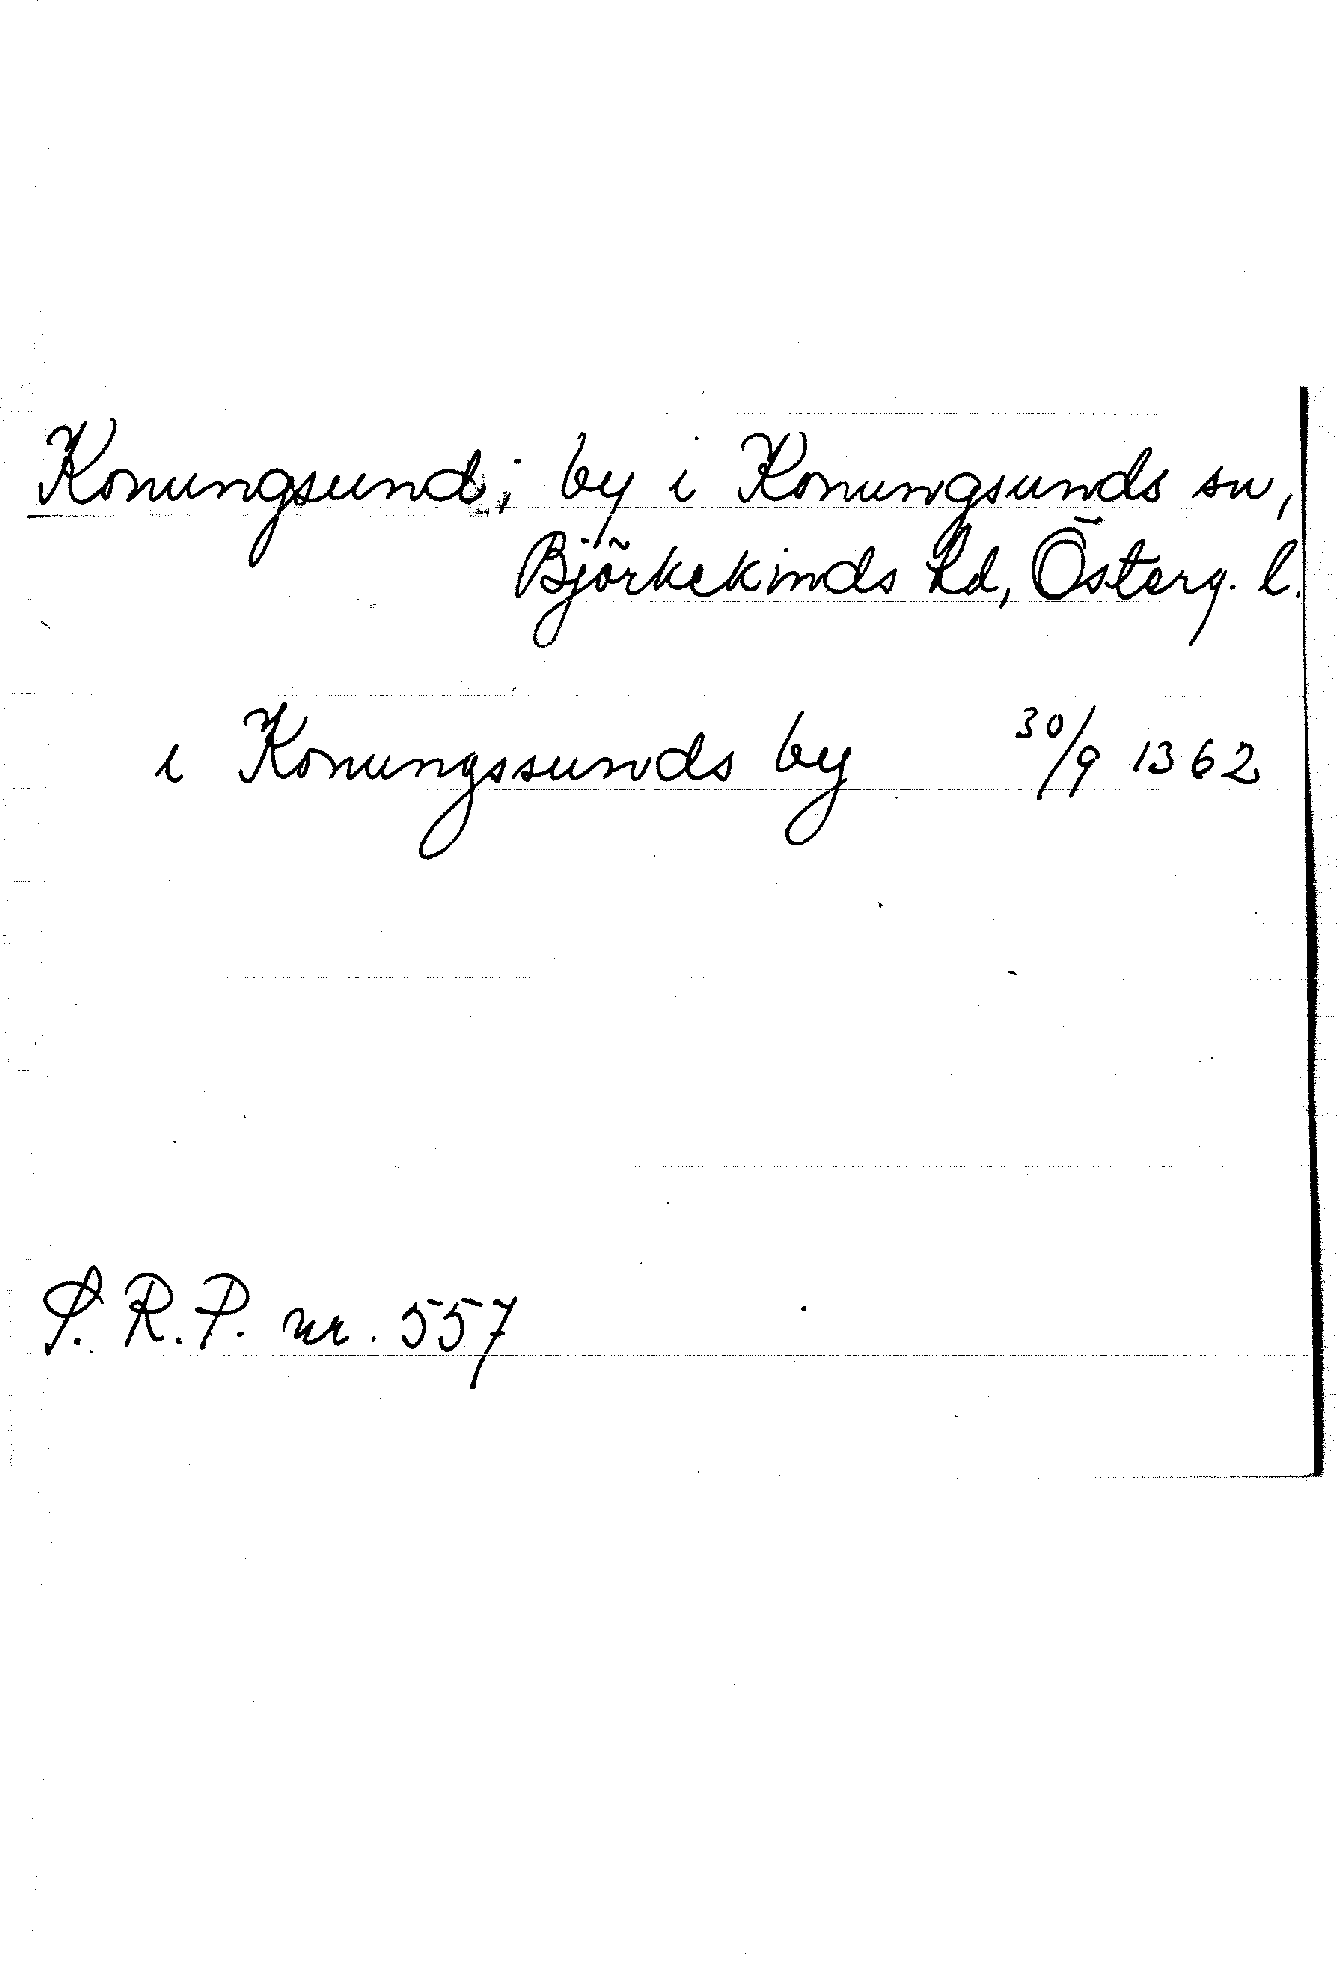 Konungsund; by i Konungsunds sn,
Björkekinds hd, Österg. l.
i Konungssunds by 30/9 1362
S.R.P. nr. 557